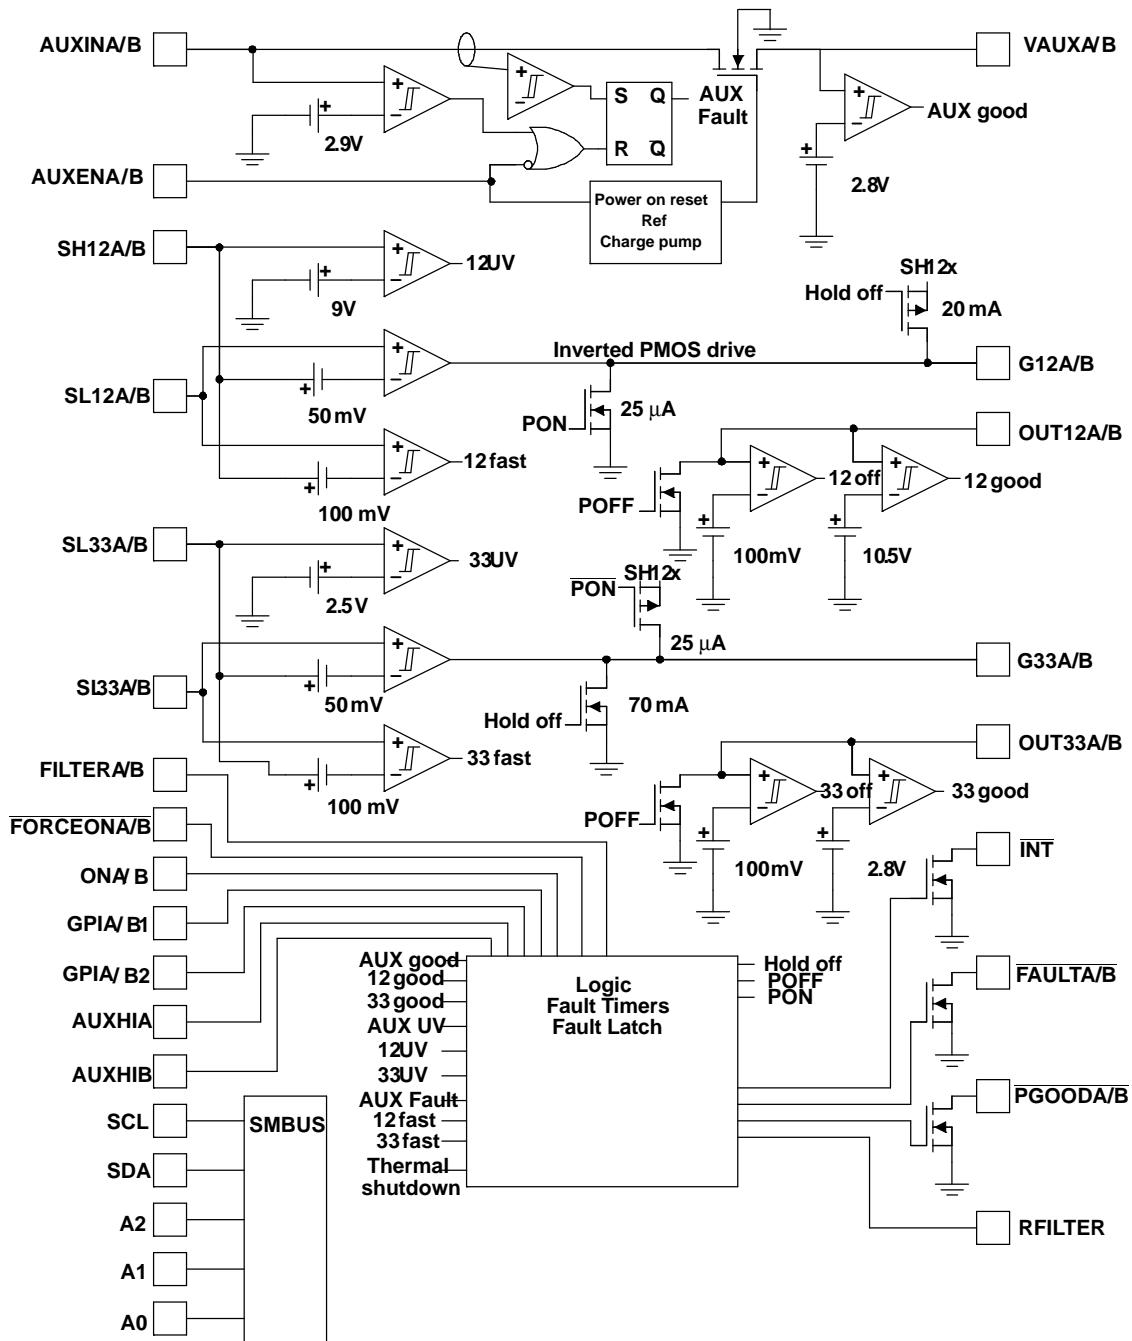 AUXINA/B
VAUXA/B
+
−
+
−
S Q
R Q̅
AUX
Fault
+
−
AUX good
+
2.9V
+
2.8V
AUXENA/B
Power on reset
Ref
Charge pump
SH12A/B
+
−
12UV
+
9V
SH12x
Hold off
20 mA
Inverted PMOS drive
G12A/B
SL12A/B
+
−
+
50 mV
PON
25 µA
OUT12A/B
+
−
12 fast
+
100 mV
POFF
+
−
12 off
+
−
12 good
+
100mV
+
10.5V
SL33A/B
+
−
33UV
+
2.5V
P̅O̅N̅
SH12x
25 µA
G33A/B
SL33A/B
+
−
+
50 mV
Hold off
70 mA
OUT33A/B
+
−
33 fast
+
100 mV
POFF
+
−
33 off
+
−
33 good
+
100mV
+
2.8V
FILTERA/B
F̅O̅R̅C̅E̅O̅N̅A̅/̅B̅
ONA/B
GPIA/B1
GPIA/B2
AUXHIA
AUXHIB
I̅N̅T̅
F̅A̅U̅L̅T̅A̅/̅B̅
P̅G̅O̅O̅D̅A̅/̅B̅
RFILTER
AUX good
12 good
33 good
AUX UV
12UV
33UV
AUX Fault
12 fast
33 fast
Thermal
shutdown
Logic
Fault Timers
Fault Latch
Hold off
POFF
PON
SCL
SDA
A2
A1
A0
SMBUS